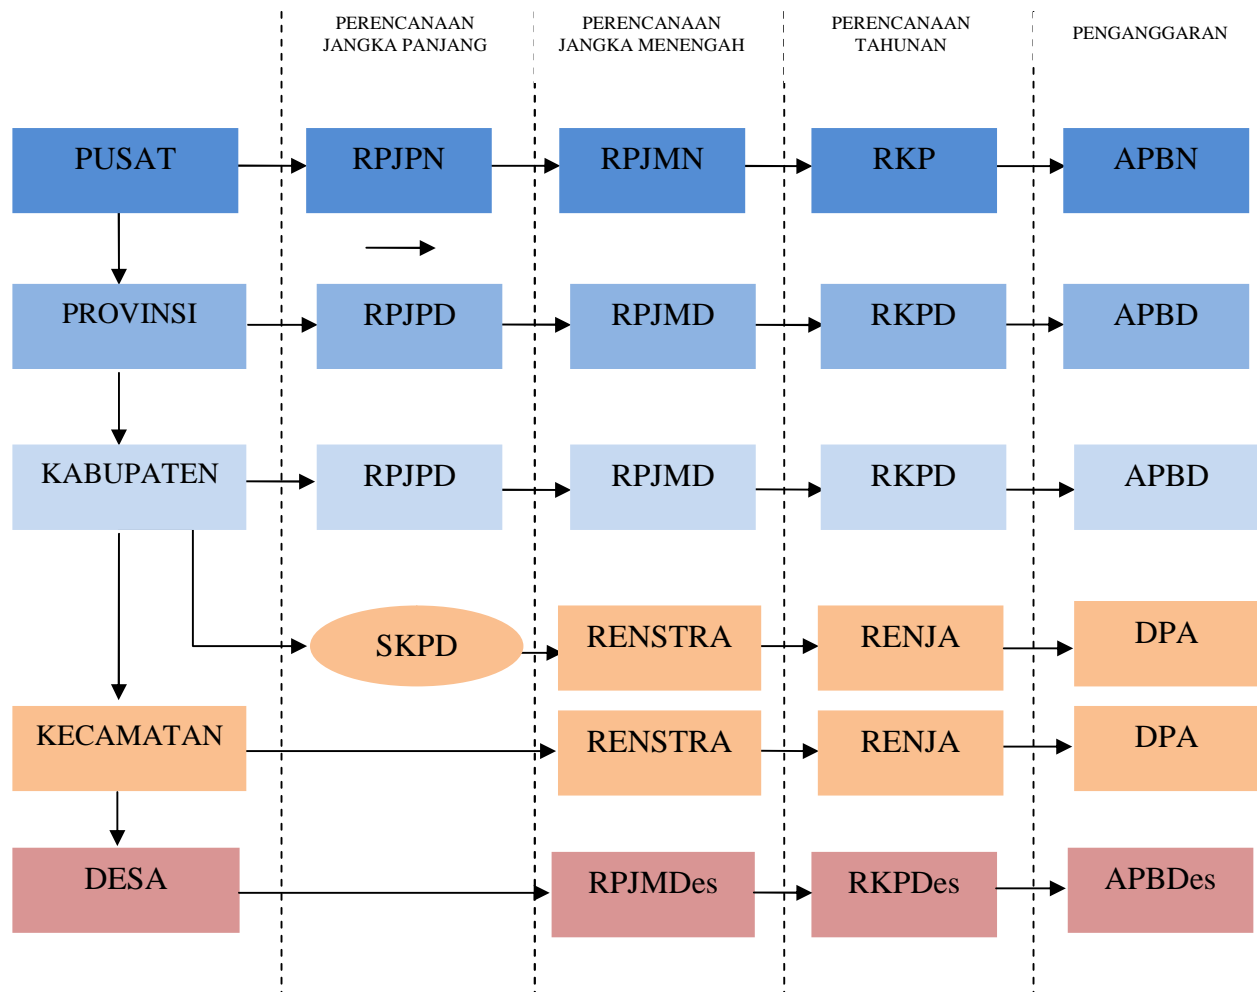 PERENCANAAN
JANGKA PANJANG
PERENCANAAN
JANGKA MENENGAH
PERENCANAAN
TAHUNAN
PENGANGGARAN
PUSAT
RPJPN
RPJMN
RKP
APBN
PROVINSI
RPJPD
RPJMD
RKPD
APBD
KABUPATEN
RPJPD
RPJMD
RKPD
APBD
SKPD
RENSTRA
RENJA
DPA
KECAMATAN
RENSTRA
RENJA
DPA
DESA
RPJMDes
RKPDes
APBDes